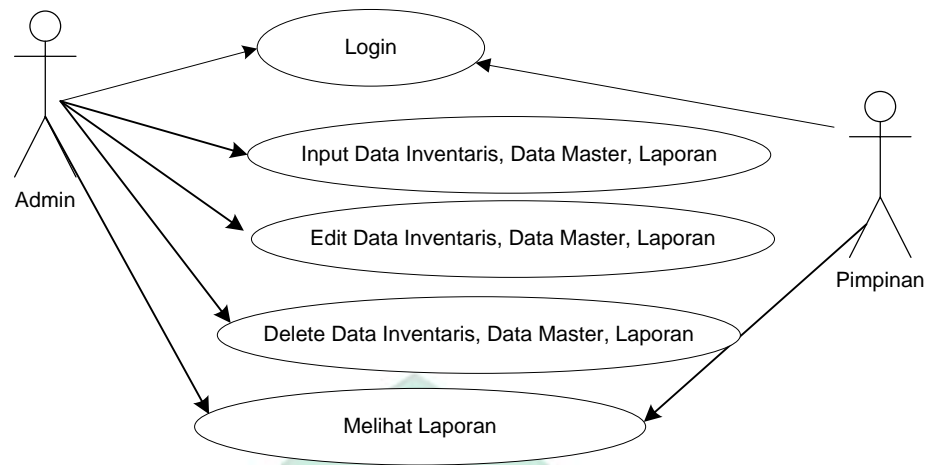 Login
Input Data Inventaris, Data Master, Laporan
Admin
Edit Data Inventaris, Data Master, Laporan
Pimpinan
Delete Data Inventaris, Data Master, Laporan
Melihat Laporan